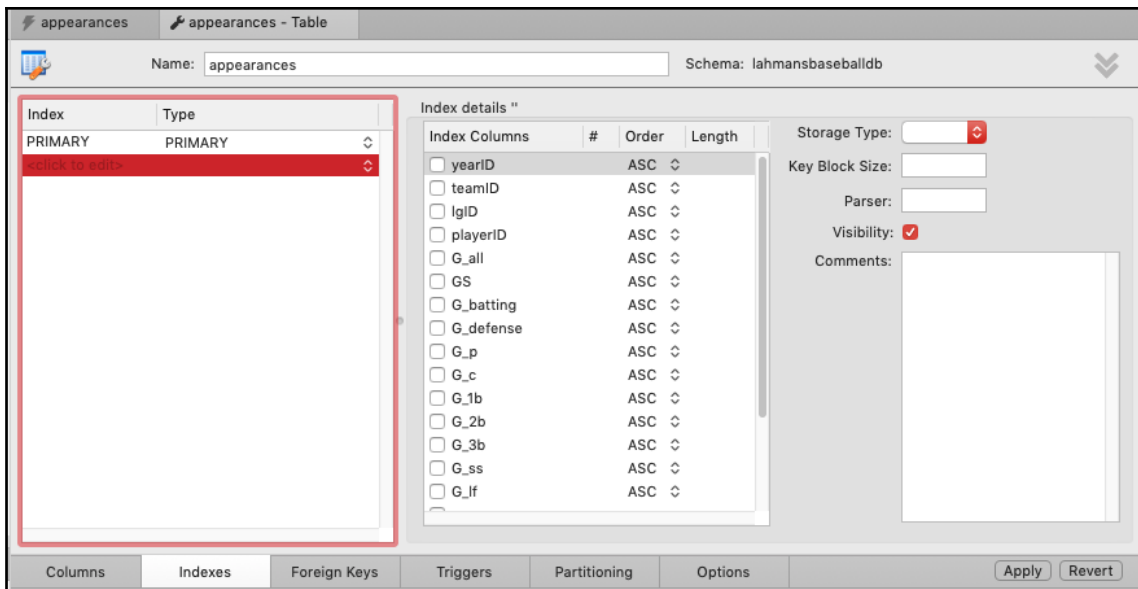 appearances
appearances - Table
Name: appearances
Schema: lahmansbaseballdb
Index Type
PRIMARY PRIMARY
<click to edit>
Index details ''
Index Columns # Order Length
yearID ASC
teamID ASC
lgID ASC
playerID ASC
G_all ASC
GS ASC
G_batting ASC
G_defense ASC
G_p ASC
G_c ASC
G_1b ASC
G_2b ASC
G_3b ASC
G_ss ASC
G_lf ASC
Storage Type:
Key Block Size:
Parser:
Visibility:
Comments:
Columns Indexes Foreign Keys Triggers Partitioning Options Apply Revert